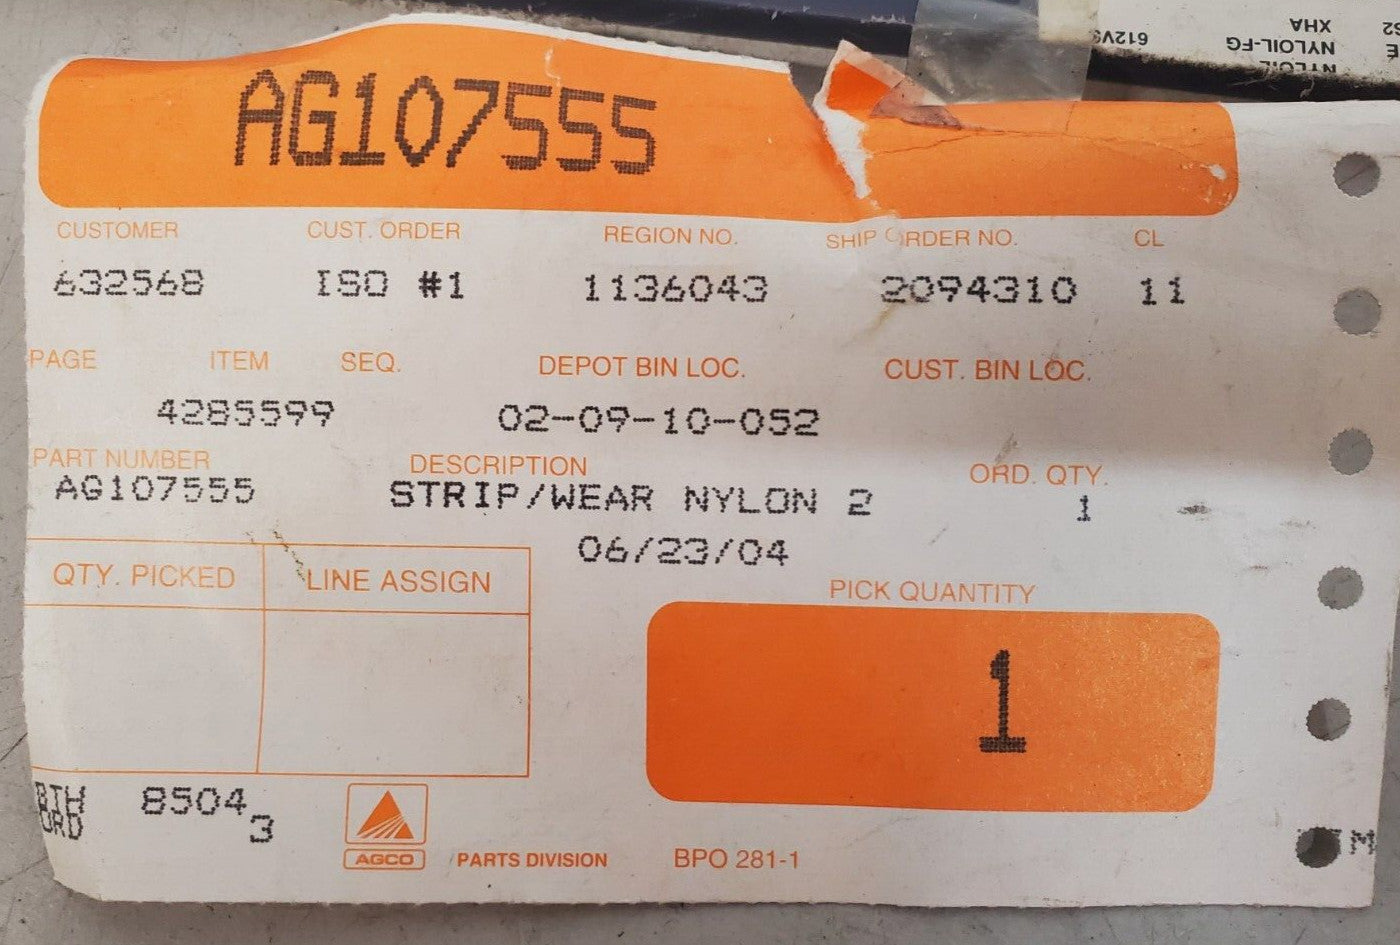 AG107555
CUSTOMER CUST. ORDER REGION NO. SHIP ORDER NO. CL
632568 ISO #1 1136043 2094310 11
PAGE ITEM SEQ. DEPOT BIN LOC. CUST. BIN LOC.
4285599 02-09-10-052
PART NUMBER DESCRIPTION ORD. QTY.
AG107555 STRIP/WEAR NYLON 2 1
06/23/04
QTY. PICKED LINE ASSIGN PICK QUANTITY
1
BTH 8504
ORD 3
AGCO PARTS DIVISION BPO 281-1
M
NYLOIL
NYLOIL-FG
XHA